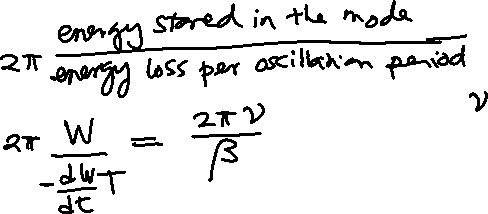 2π energy stored in the mode / energy loss per oscillation period
2π W / -dW/dt T = 2πν / β
ν